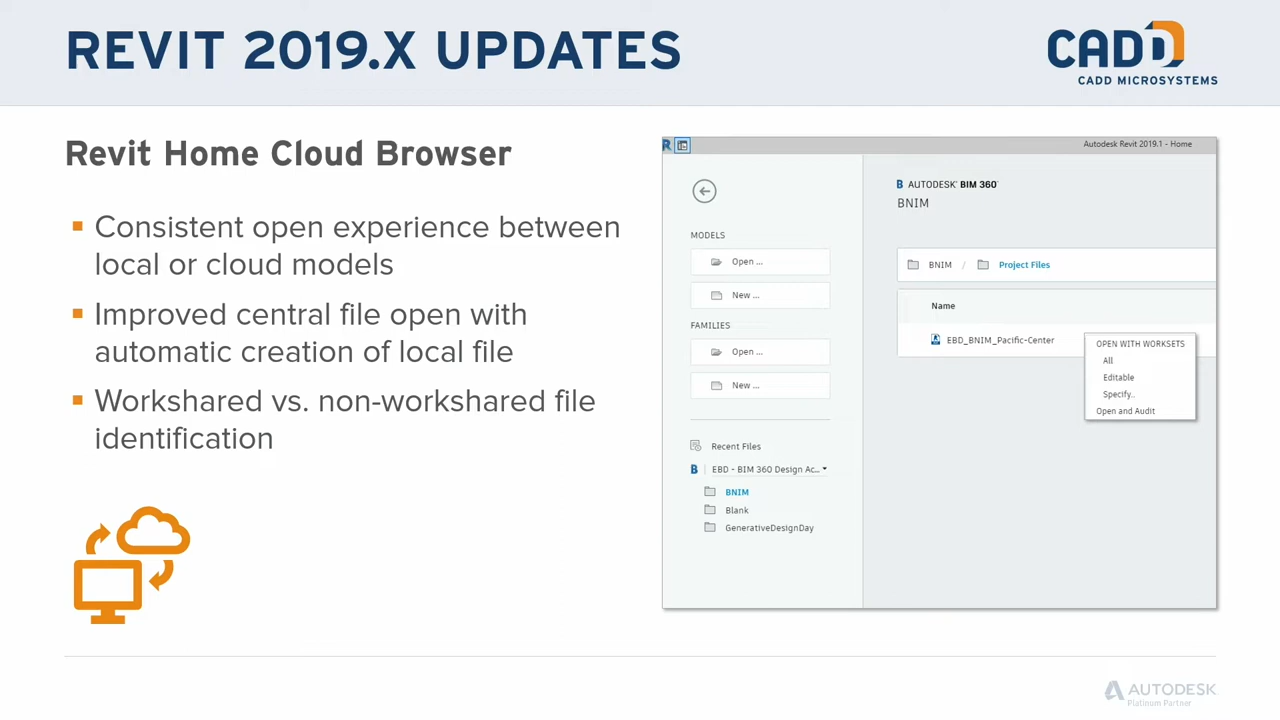 REVIT 2019.X UPDATES
CADD
CADD MICROSYSTEMS
Revit Home Cloud Browser
Consistent open experience between
local or cloud models
Improved central file open with
automatic creation of local file
Workshared vs. non-workshared file
identification
R
Autodesk Revit 2019.1 - Home
MODELS
Open ...
New ...
FAMILIES
Open ...
New ...
Recent Files
B | EBD - BIM 360 Design Ac...
BNIM
Blank
GenerativeDesignDay
B AUTODESK® BIM 360®
BNIM
BNIM / Project Files
Name
EBD_BNIM_Pacific-Center
OPEN WITH WORKSETS
All
Editable
Specify..
Open and Audit
AUTODESK
Platinum Partner